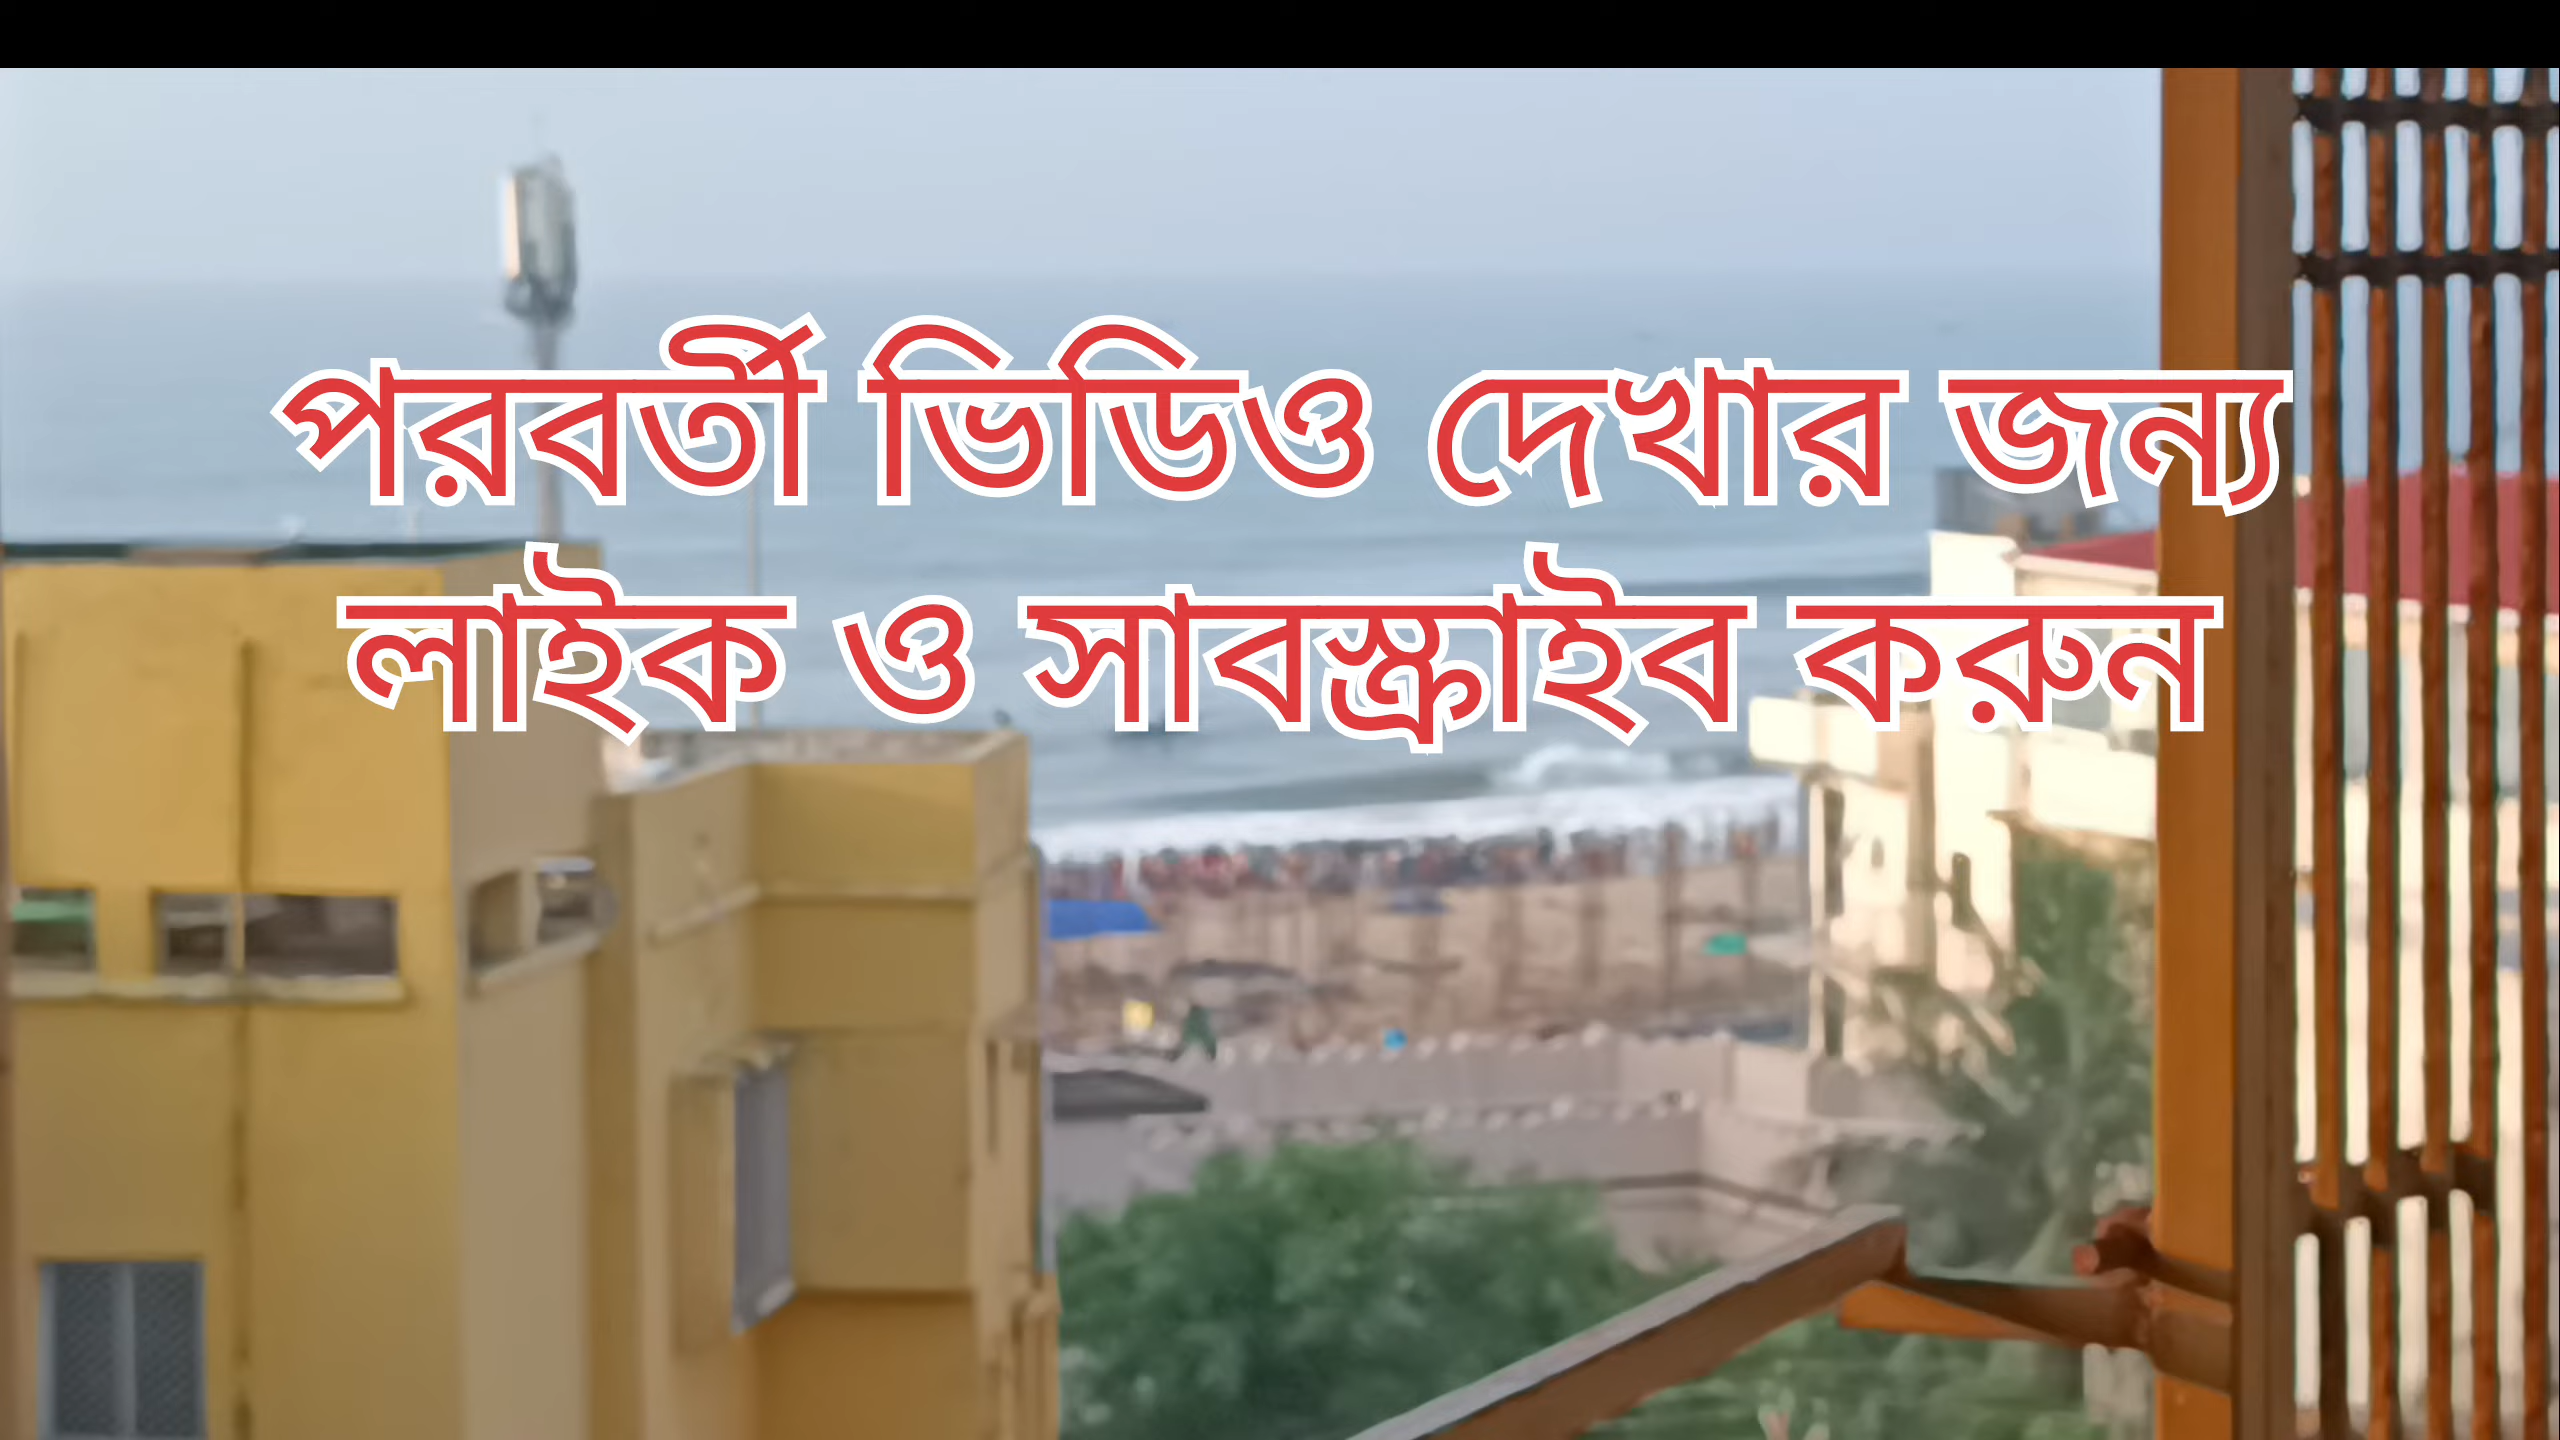 পরবর্তী ভিডিও দেখার জন্য
লাইক ও সাবস্ক্রাইব করুন